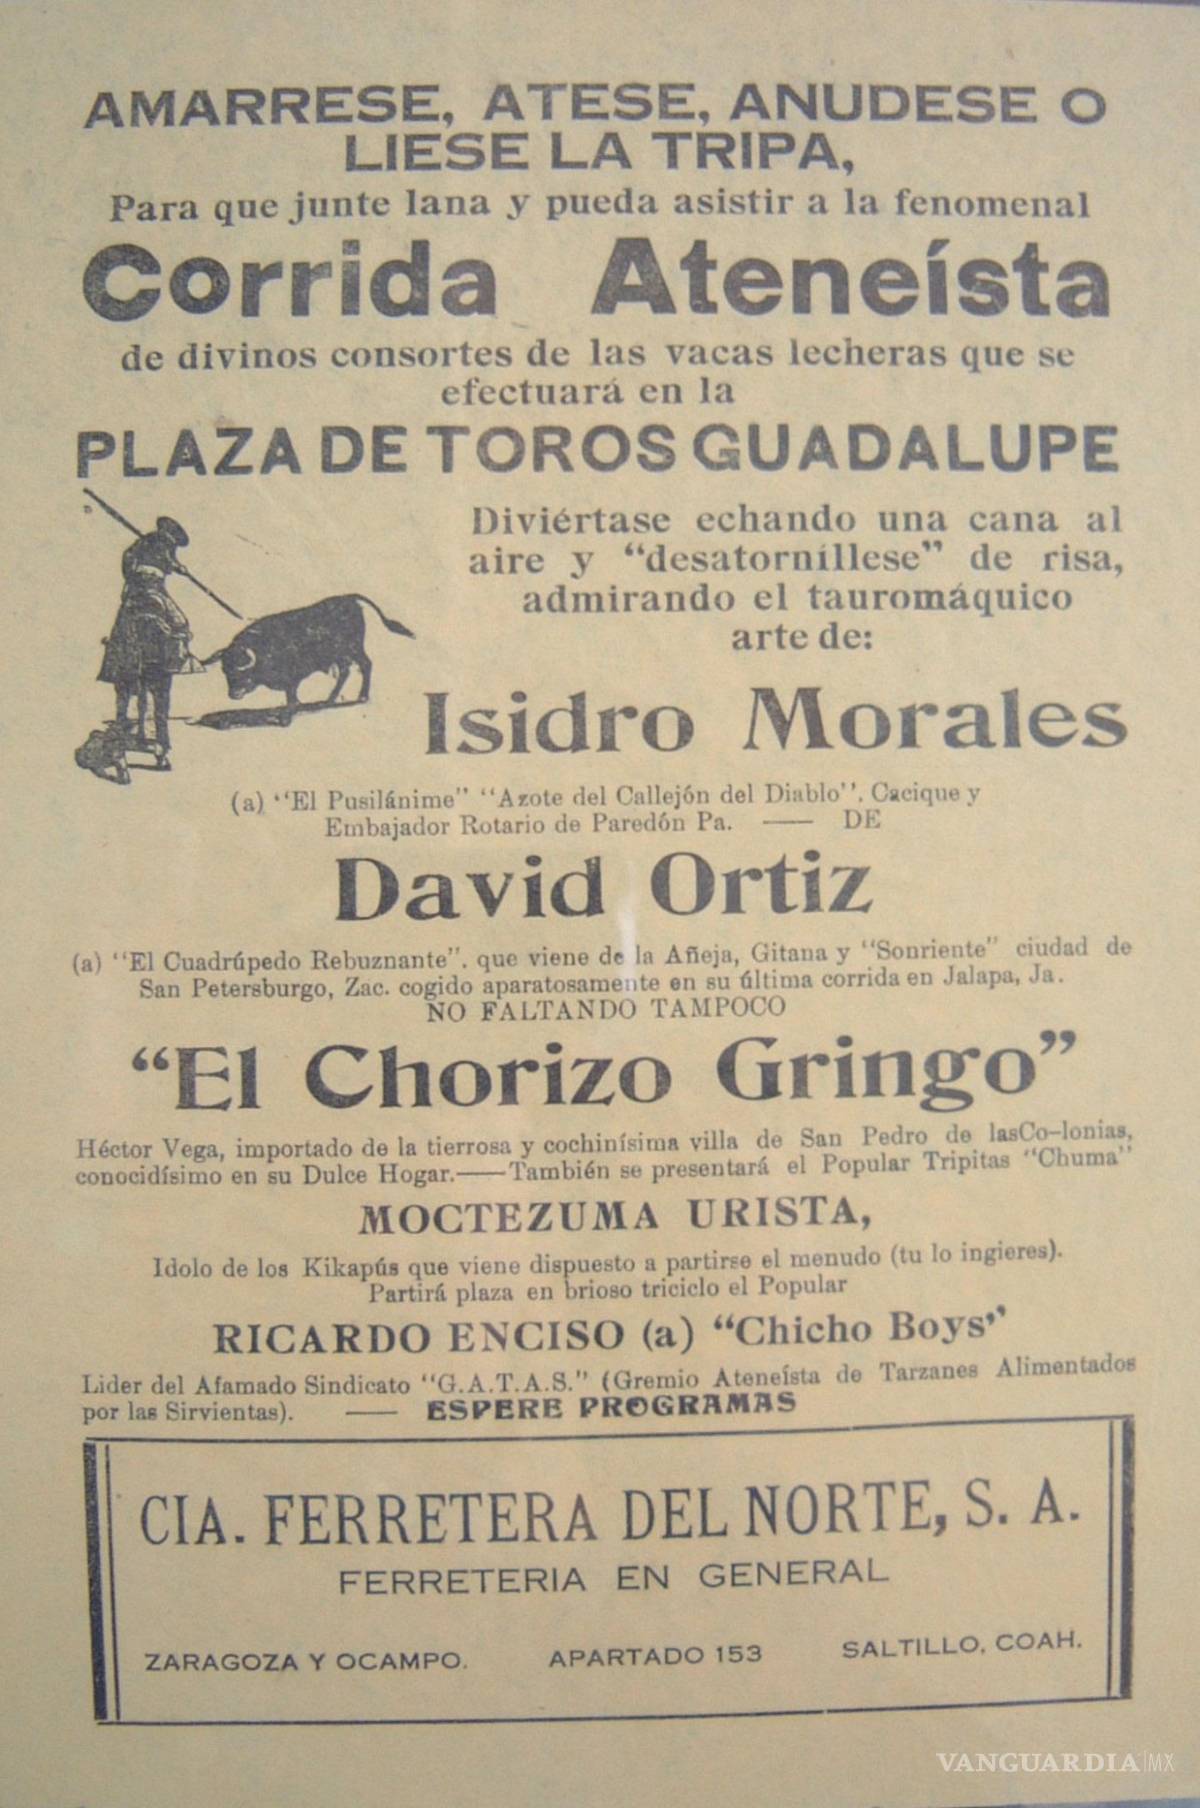 AMARRESE, ATESE, ANUDESE O
LIESE LA TRIPA,
Para que junte lana y pueda asistir a la fenomenal
Corrida Ateneísta
de divinos consortes de las vacas lecheras que se
efectuará en la
PLAZA DE TOROS GUADALUPE
Diviértase echando una cana al
aire y “desatorníllese” de risa,
admirando el tauromáquico
arte de:
Isidro Morales
(a) “El Pusilánime” “Azote del Callejón del Diablo”. Cacique y
Embajador Rotario de Paredón Pa. —— DE
David Ortiz
(a) “El Cuadrúpedo Rebuznante”. que viene de la Añeja, Gitana y “Sonriente” ciudad de
San Petersburgo, Zac. cogido aparatosamente en su última corrida en Jalapa, Ja.
NO FALTANDO TAMPOCO
“El Chorizo Gringo”
Héctor Vega, importado de la tierrosa y cochinísima villa de San Pedro de lasCo-lonias,
conocidísimo en su Dulce Hogar.——También se presentará el Popular Tripitas “Chuma”
MOCTEZUMA URISTA,
Idolo de los Kikapús que viene dispuesto a partirse el menudo (tu lo ingieres).
Partirá plaza en brioso triciclo el Popular
RICARDO ENCISO (a) “Chicho Boys”
Lider del Afamado Sindicato “G.A.T.A.S.” (Gremio Ateneísta de Tarzanes Alimentados
por las Sirvientas). —— ESPERE PROGRAMAS
CIA. FERRETERA DEL NORTE, S. A.
FERRETERIA EN GENERAL
ZARAGOZA Y OCAMPO. APARTADO 153 SALTILLO, COAH.
VANGUARDIA|MX